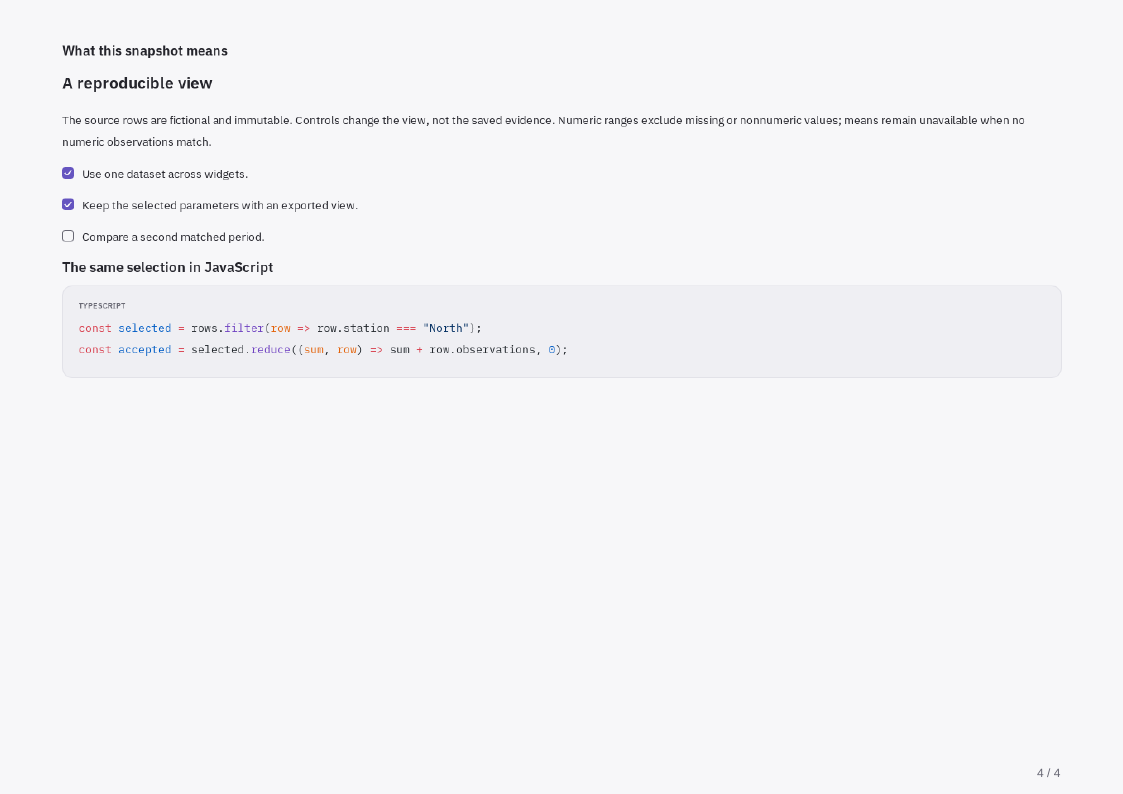 What this snapshot means
A reproducible view
The source rows are fictional and immutable. Controls change the view, not the saved evidence. Numeric ranges exclude missing or nonnumeric values; means remain unavailable when no
numeric observations match.
Use one dataset across widgets.
Keep the selected parameters with an exported view.
Compare a second matched period.
The same selection in JavaScript
TYPESCRIPT
const selected = rows.filter(row => row.station === "North");
const accepted = selected.reduce((sum, row) => sum + row.observations, 0);
4 / 4